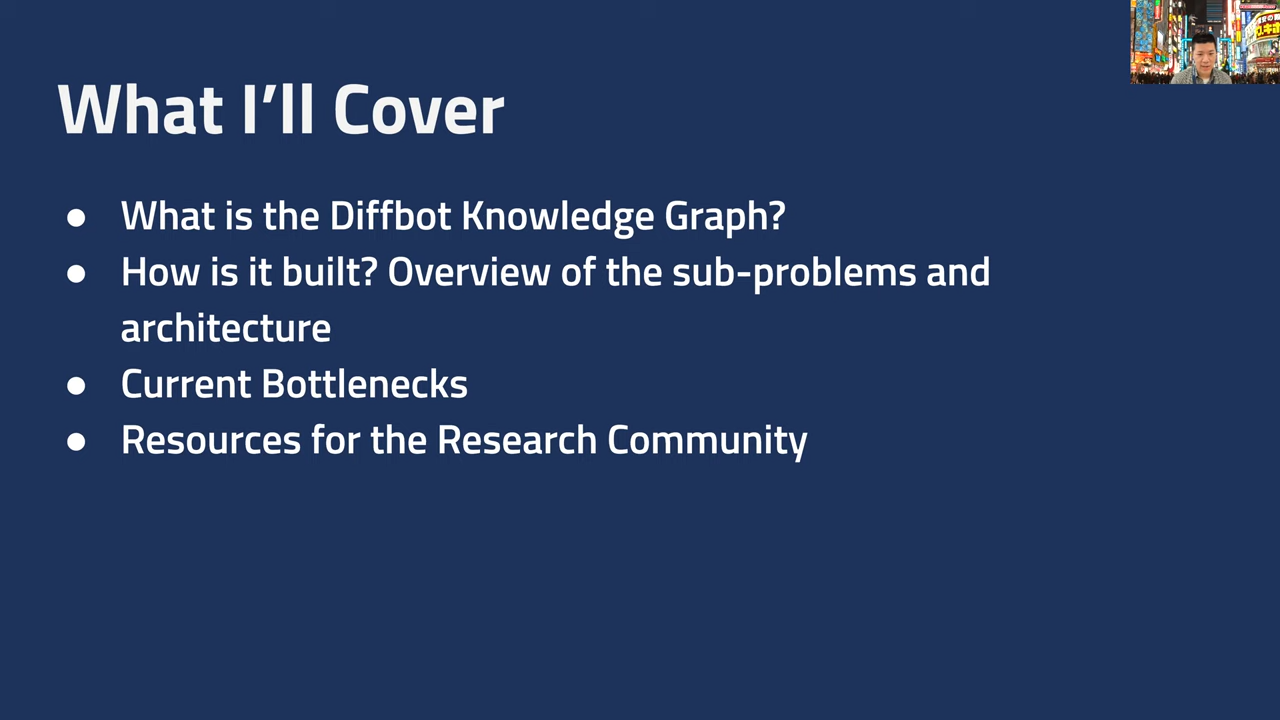 What I'll Cover
● What is the Diffbot Knowledge Graph?
● How is it built? Overview of the sub-problems and
architecture
● Current Bottlenecks
● Resources for the Research Community